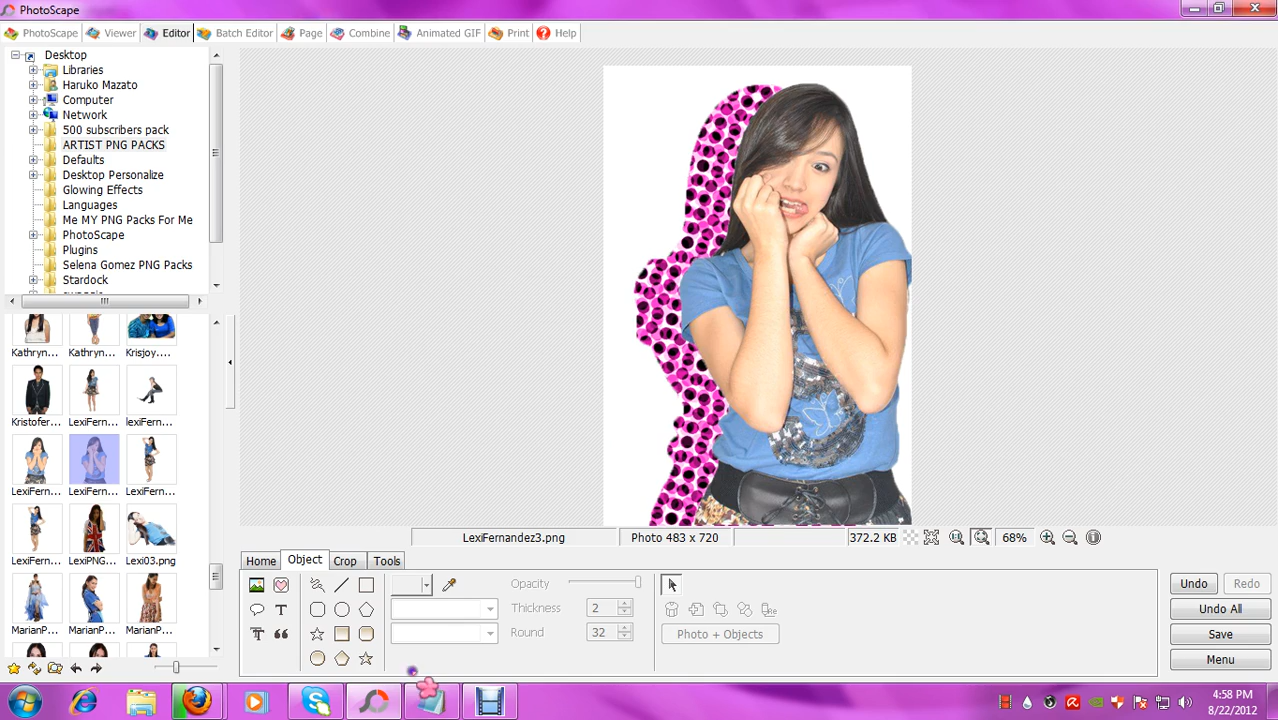 PhotoScape
PhotoScape Viewer Editor Batch Editor Page Combine Animated GIF Print Help
Desktop
Libraries
Haruko Mazato
Computer
Network
500 subscribers pack
ARTIST PNG PACKS
Defaults
Desktop Personalize
Glowing Effects
Languages
Me MY PNG Packs For Me
PhotoScape
Plugins
Selena Gomez PNG Packs
Stardock
Kathryn... Kathryn... Krisjoy....
Kristofer... LexiFern... lexiFern...
LexiFern... LexiFern... LexiFern...
LexiFern... LexiPNG... Lexi03.png
MarianP... MarianP... MarianP...
LexiFernandez3.png Photo 483 x 720 372.2 KB 68%
Home Object Crop Tools
Opacity
Thickness 2
Round 32
Photo + Objects
Undo Redo
Undo All
Save
Menu
4:58 PM
8/22/2012